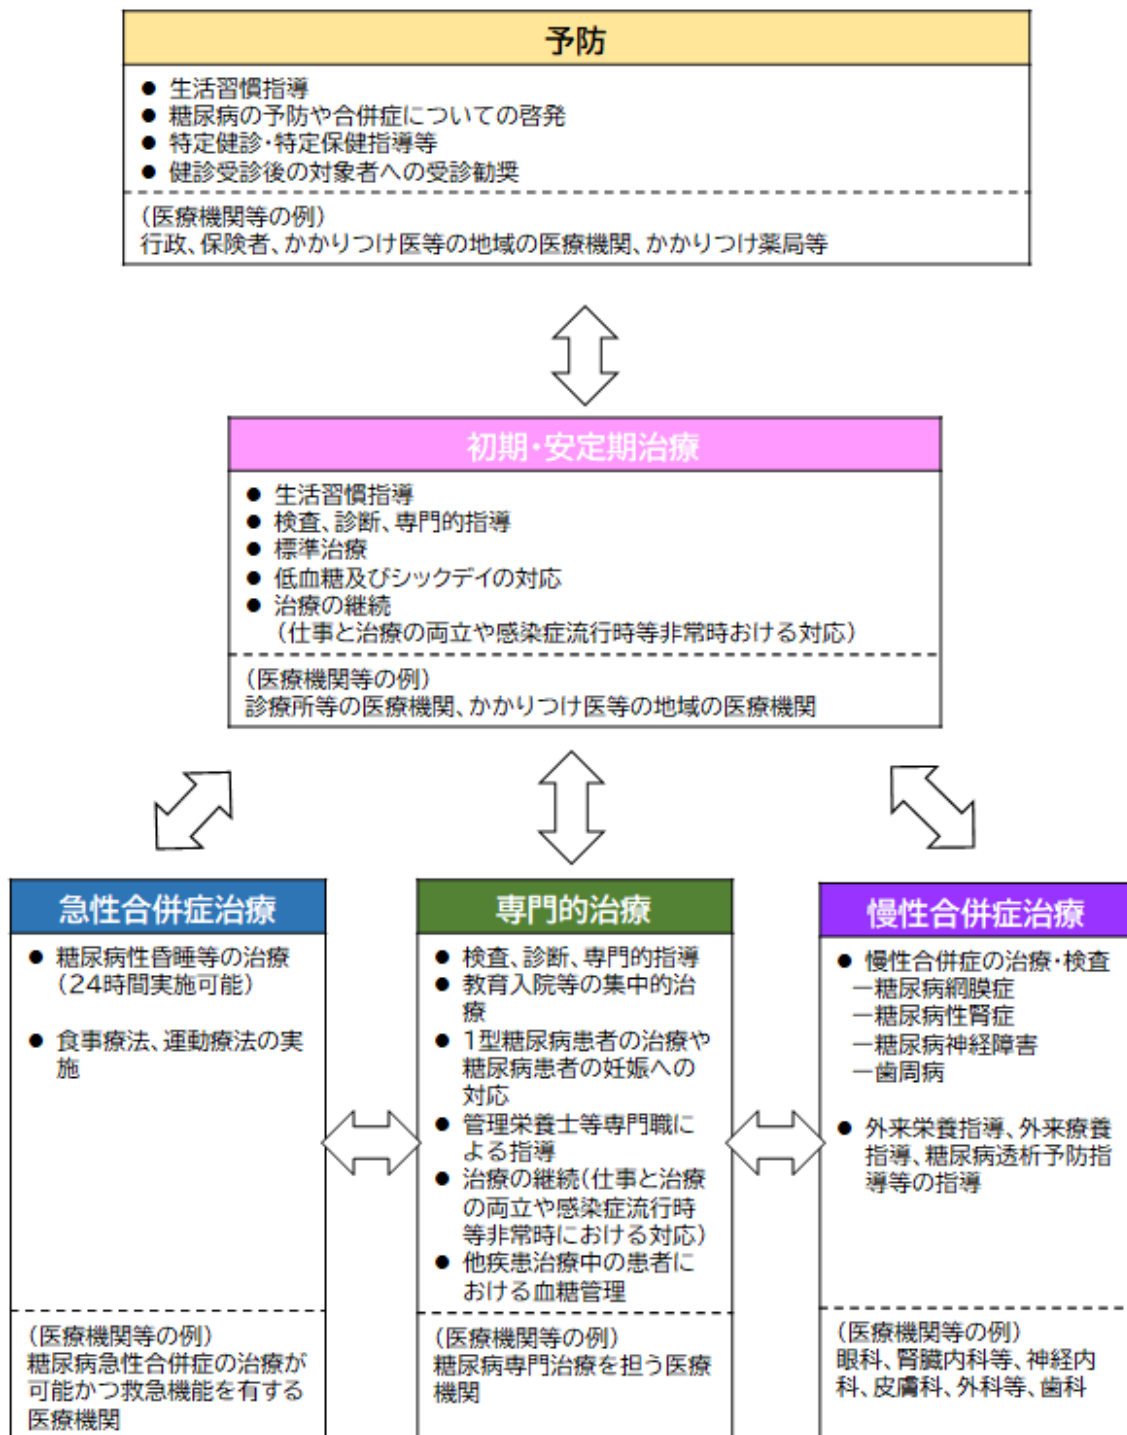 予防
● 生活習慣指導
● 糖尿病の予防や合併症についての啓発
● 特定健診・特定保健指導等
● 健診受診後の対象者への受診勧奨
（医療機関等の例）
行政、保険者、かかりつけ医等の地域の医療機関、かかりつけ薬局等
初期・安定期治療
● 生活習慣指導
● 検査、診断、専門的指導
● 標準治療
● 低血糖及びシックデイの対応
● 治療の継続
（仕事と治療の両立や感染症流行時等非常時おける対応）
（医療機関等の例）
診療所等の医療機関、かかりつけ医等の地域の医療機関
急性合併症治療
● 糖尿病性昏睡等の治療
（24時間実施可能）
● 食事療法、運動療法の実
施
（医療機関等の例）
糖尿病急性合併症の治療が
可能かつ救急機能を有する
医療機関
専門的治療
● 検査、診断、専門的指導
● 教育入院等の集中的治
療
● 1型糖尿病患者の治療や
糖尿病患者の妊娠への
対応
● 管理栄養士等専門職に
よる指導
● 治療の継続（仕事と治療
の両立や感染症流行時
等非常時における対応）
● 他疾患治療中の患者に
おける血糖管理
（医療機関等の例）
糖尿病専門治療を担う医療
機関
慢性合併症治療
● 慢性合併症の治療・検査
－糖尿病網膜症
－糖尿病性腎症
－糖尿病神経障害
－歯周病
● 外来栄養指導、外来療養
指導、糖尿病透析予防指
導等の指導
（医療機関等の例）
眼科、腎臓内科等、神経内
科、皮膚科、外科等、歯科